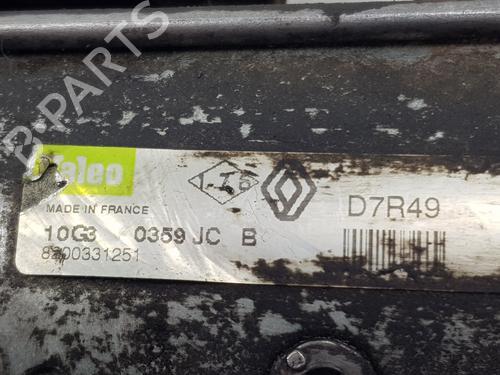 B-PARTS
Valeo
MADE IN FRANCE
D7R49
10G3 0359 JC B
8200331251